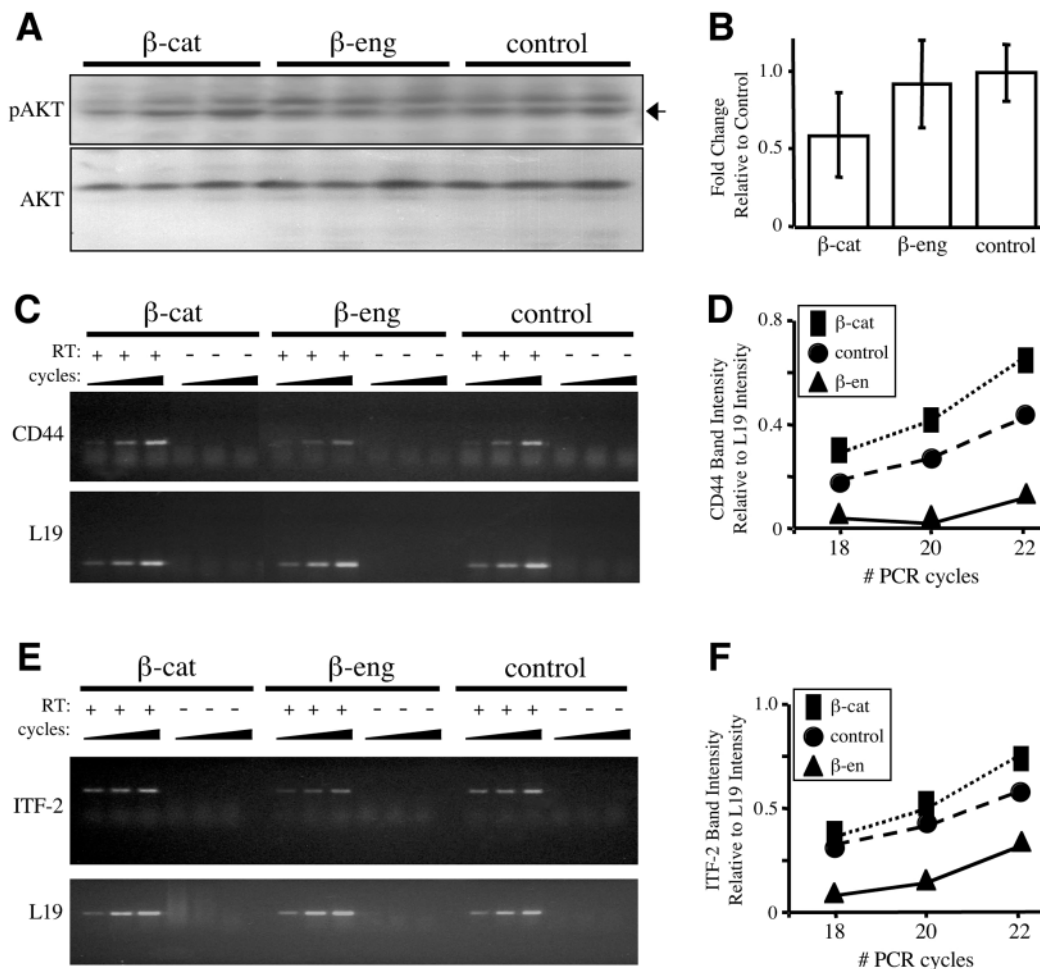 A
β-cat β-eng control
pAKT
AKT
B
Fold Change
Relative to Control
1.0
0.5
0
β-cat β-eng control
C
β-cat β-eng control
RT: + + + - - - + + + - - - + + + - - -
cycles:
CD44
L19
D
CD44 Band Intensity
Relative to L19 Intensity
0.8
0.4
0
β-cat
control
β-en
18 20 22
# PCR cycles
E
β-cat β-eng control
RT: + + + - - - + + + - - - + + + - - -
cycles:
ITF-2
L19
F
ITF-2 Band Intensity
Relative to L19 Intensity
1.0
0.5
0
β-cat
control
β-en
18 20 22
# PCR cycles